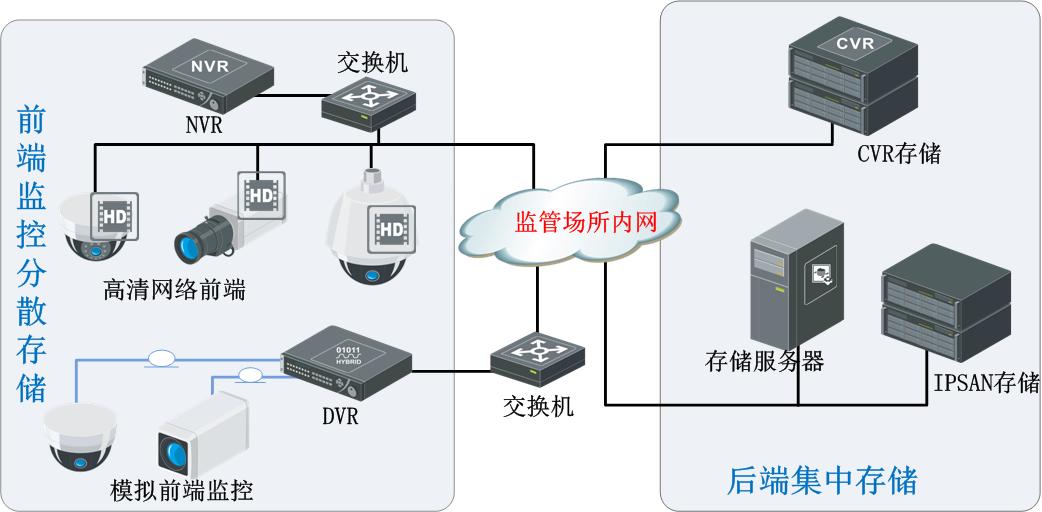 前端监控分散存储
NVR
NVR
交换机
HD
HD
HD
高清网络前端
01011
HYBRID
DVR
模拟前端监控
交换机
监管场所内网
CVR
CVR存储
存储服务器
IPSAN存储
后端集中存储